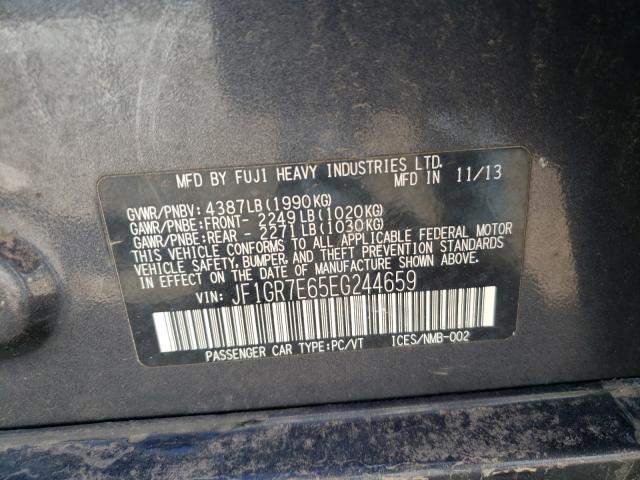 MFD BY FUJI HEAVY INDUSTRIES LTD.
MFD IN 11/13
GVWR/PNBV: 4387LB(1990KG)
GAWR/PNBE:FRONT- 2249LB(1020KG)
GAWR/PNBE:REAR - 2271LB(1030KG)
THIS VEHICLE CONFORMS TO ALL APPLICABLE FEDERAL MOTOR
VEHICLE SAFETY, BUMPER, AND THEFT PREVENTION STANDARDS
IN EFFECT ON THE DATE OF MANUFACTURE SHOWN ABOVE.
VIN: JF1GR7E65EG244659
PASSENGER CAR TYPE:PC/VT ICES/NMB-002